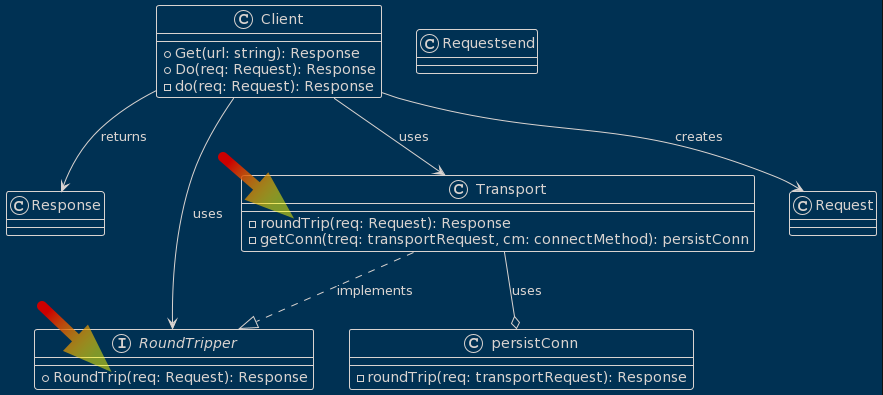 C Client
Get(url: string): Response
Do(req: Request): Response
do(req: Request): Response
C Requestsend
returns
uses
creates
uses
C Response
C Transport
roundTrip(req: Request): Response
getConn(treq: transportRequest, cm: connectMethod): persistConn
C Request
implements
uses
I RoundTripper
RoundTrip(req: Request): Response
C persistConn
roundTrip(req: transportRequest): Response